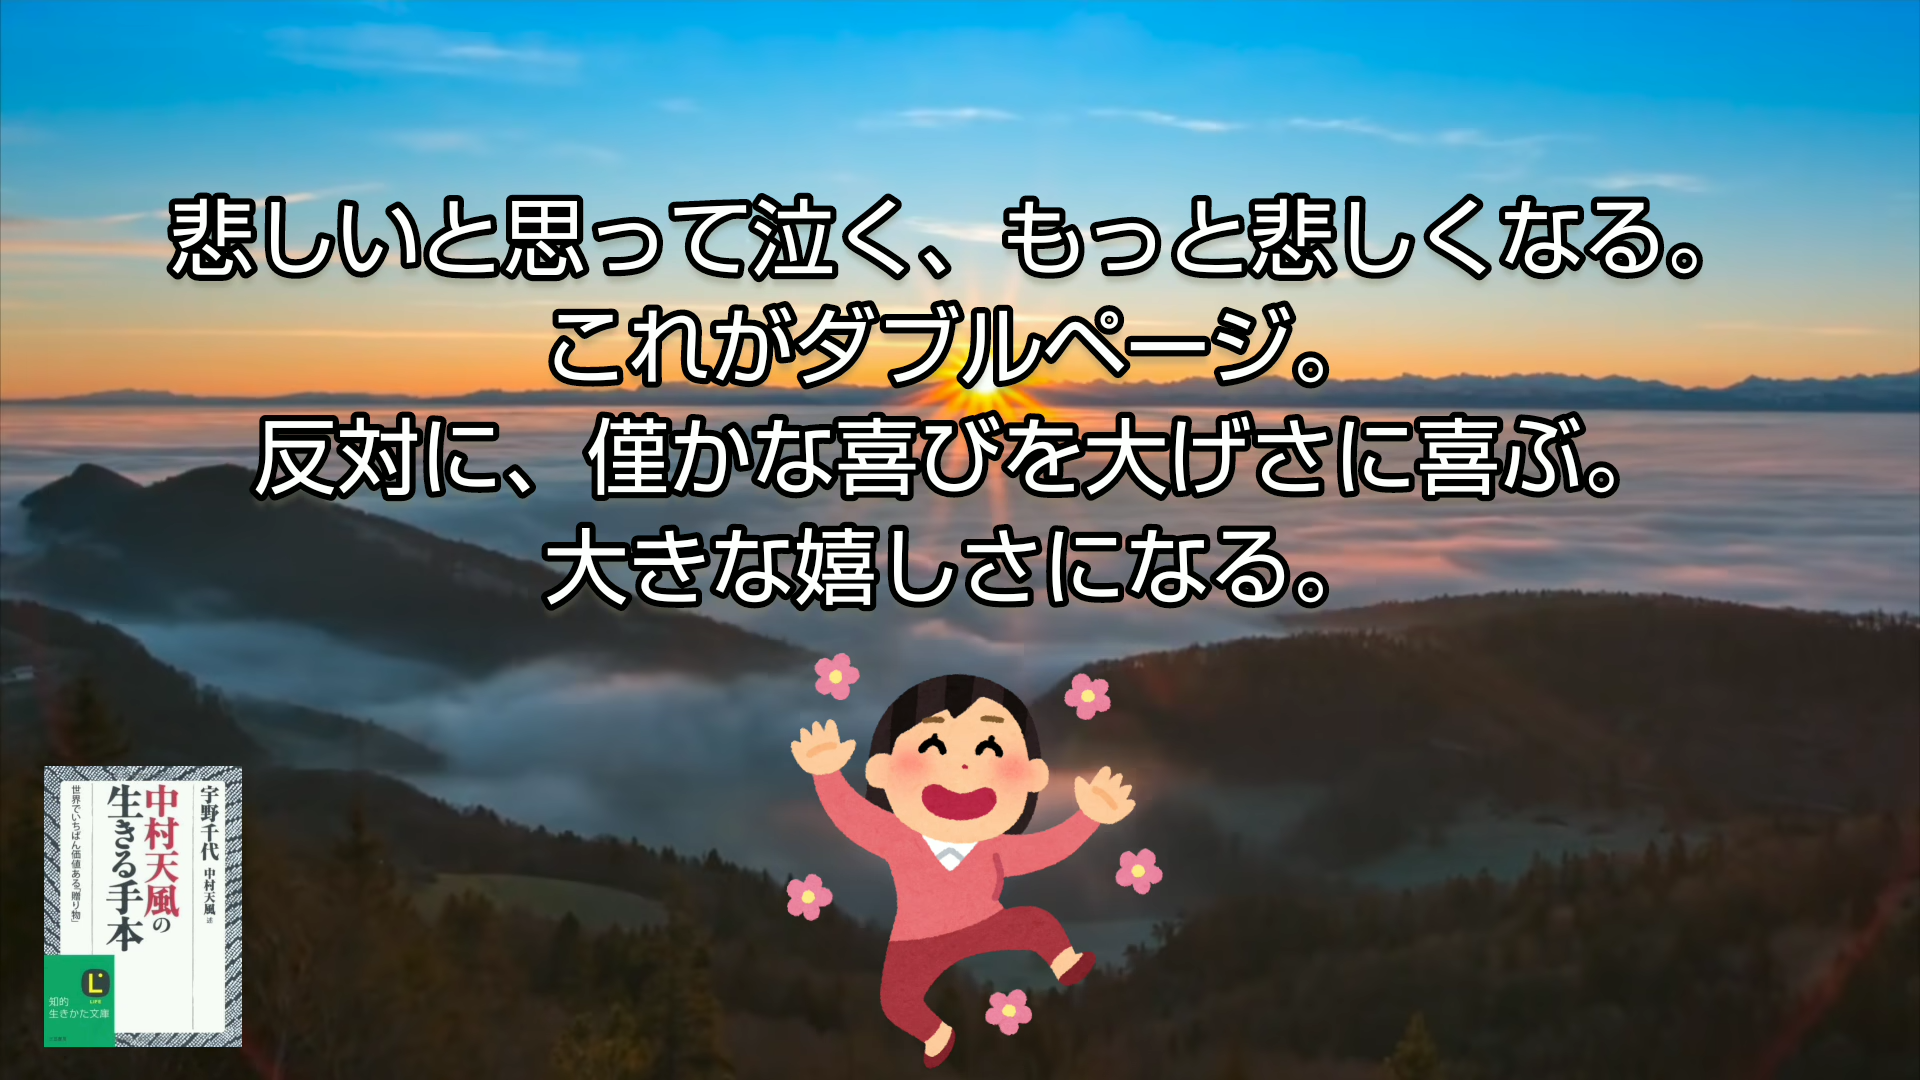 悲しいと思って泣く、もっと悲しくなる。
これがダブルページ。
反対に、僅かな喜びを大げさに喜ぶ。
大きな嬉しさになる。
宇野千代 中村天風 述
中村天風の
生きる手本
世界でいちばん価値ある「贈り物」
L
LIFE
知的
生きかた文庫